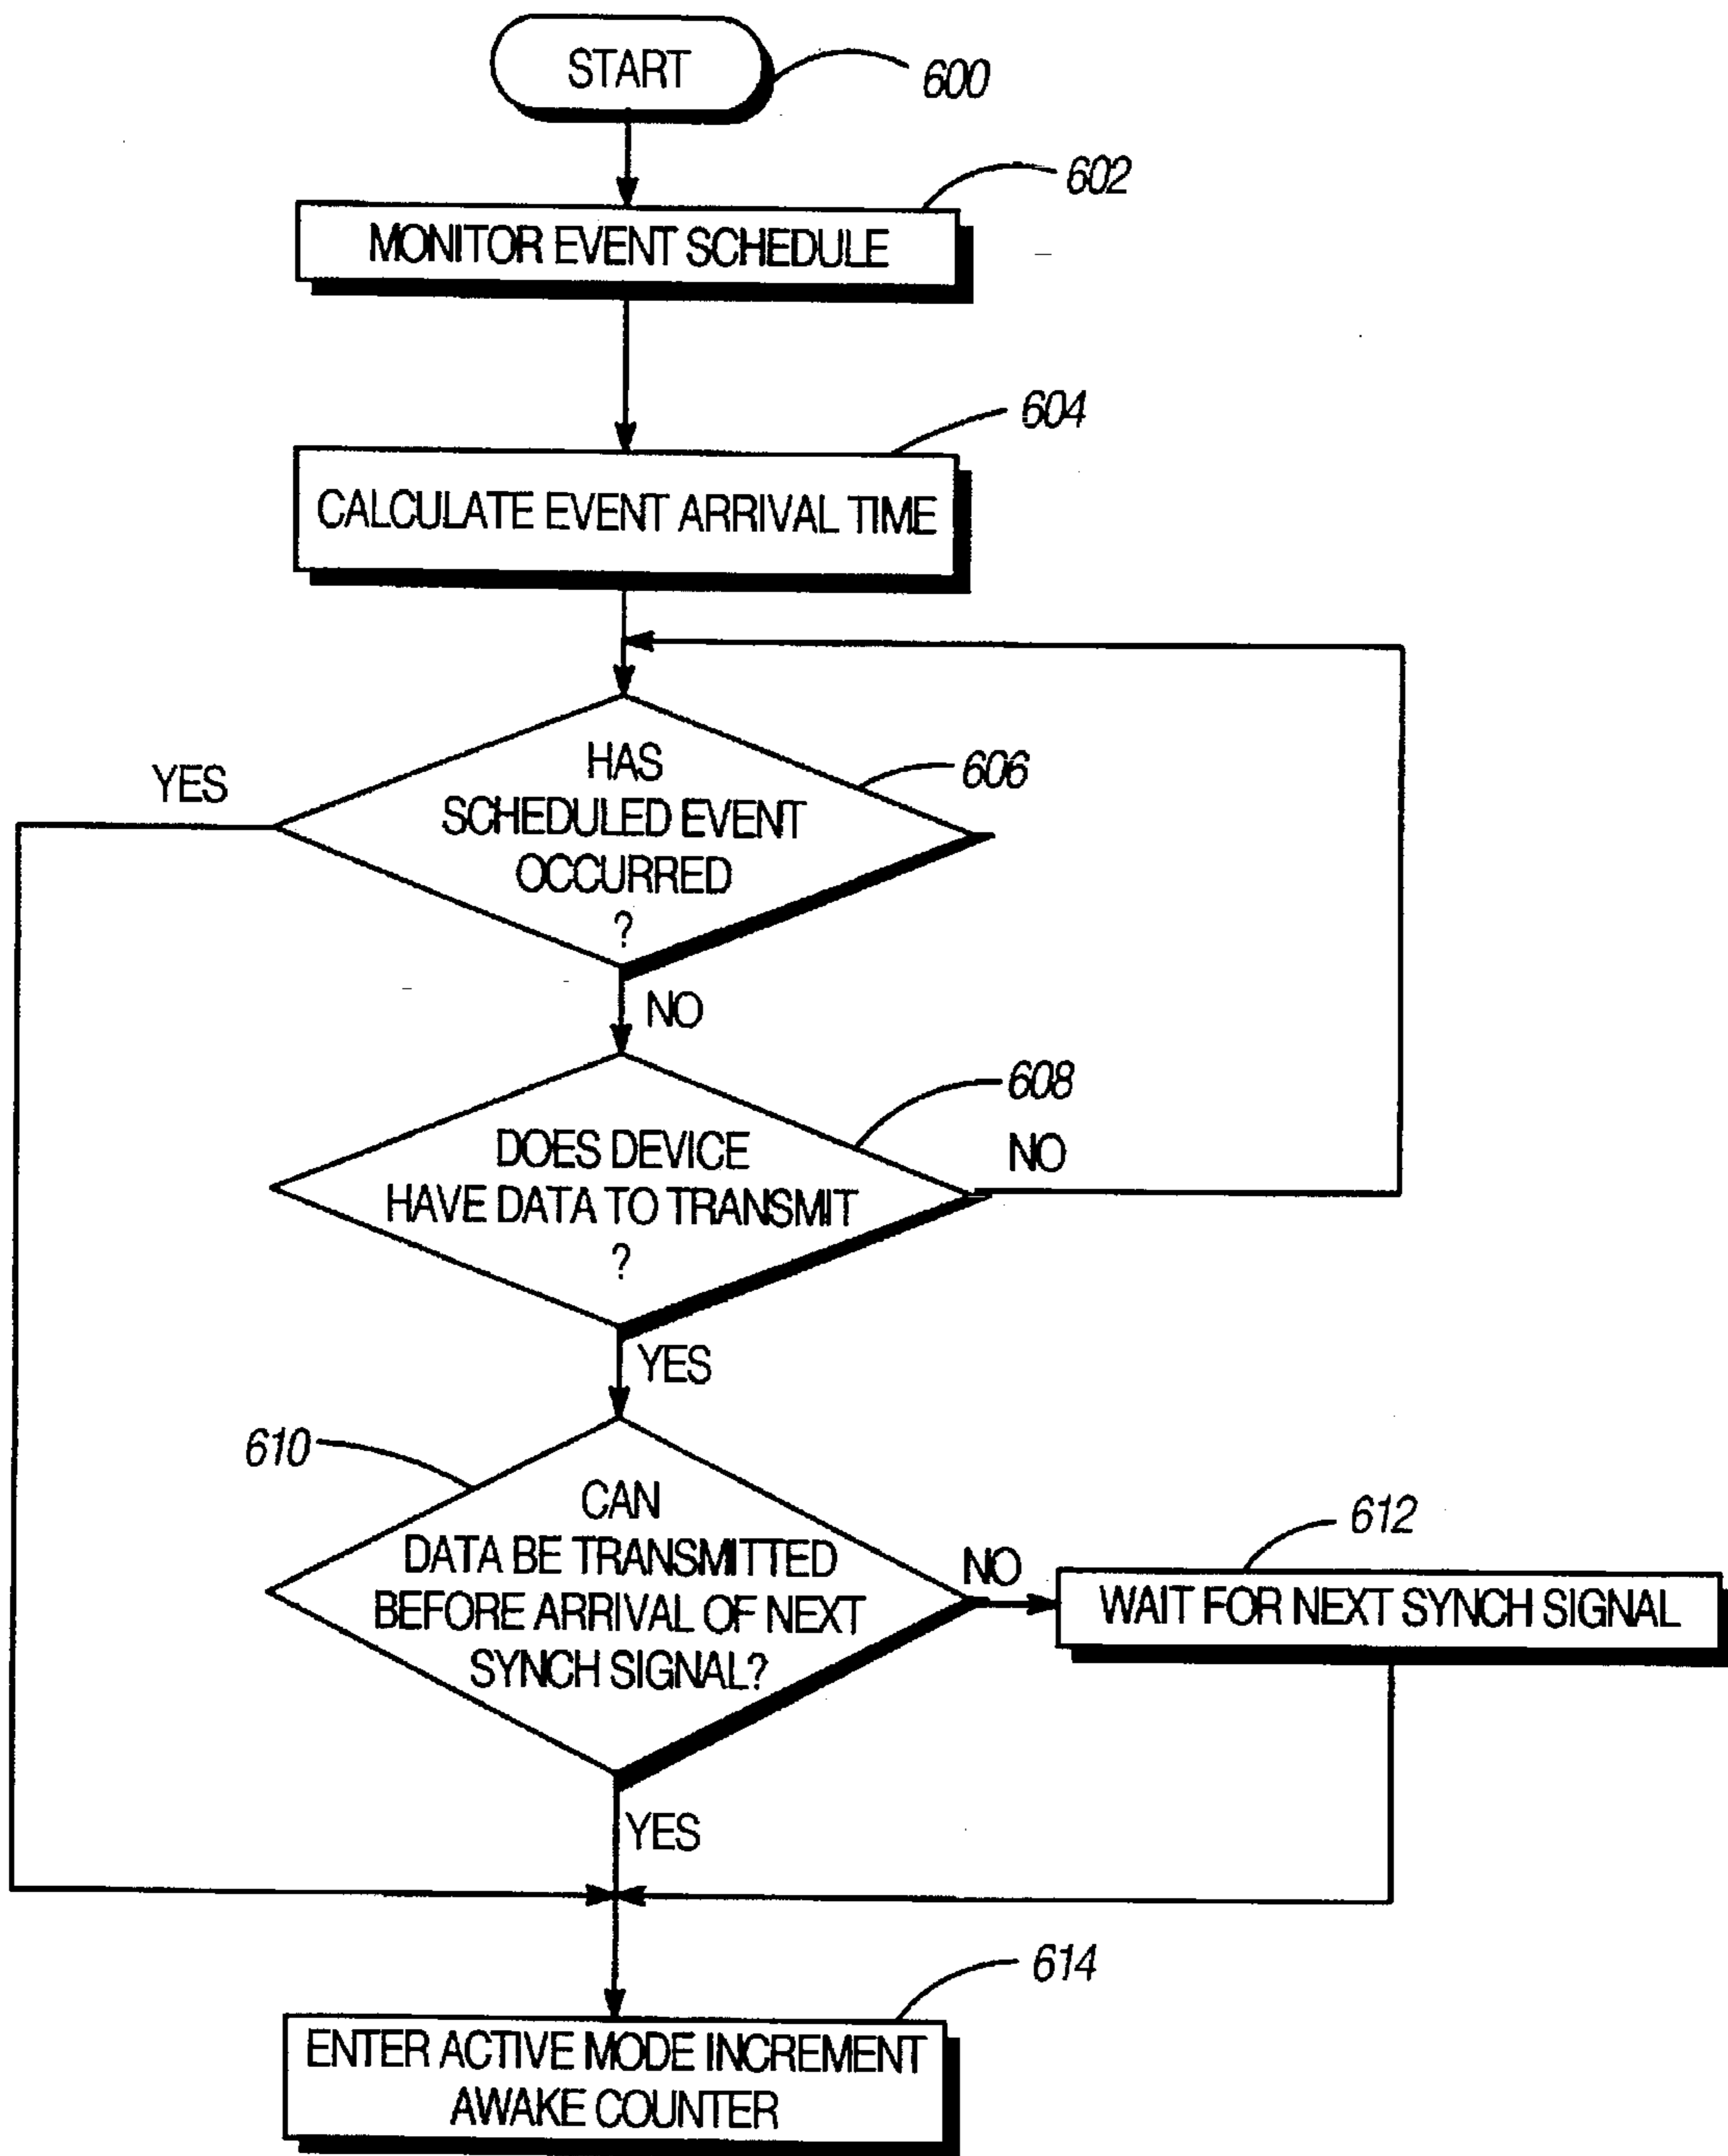 START
600
602
MONITOR EVENT SCHEDULE
604
CALCULATE EVENT ARRIVAL TIME
YES
HAS
SCHEDULED EVENT
OCCURRED
?
606
NO
608
DOES DEVICE
HAVE DATA TO TRANSMIT
?
NO
YES
610
CAN
DATA BE TRANSMITTED
BEFORE ARRIVAL OF NEXT
SYNCH SIGNAL?
NO
612
WAIT FOR NEXT SYNCH SIGNAL
YES
614
ENTER ACTIVE MODE INCREMENT
AWAKE COUNTER